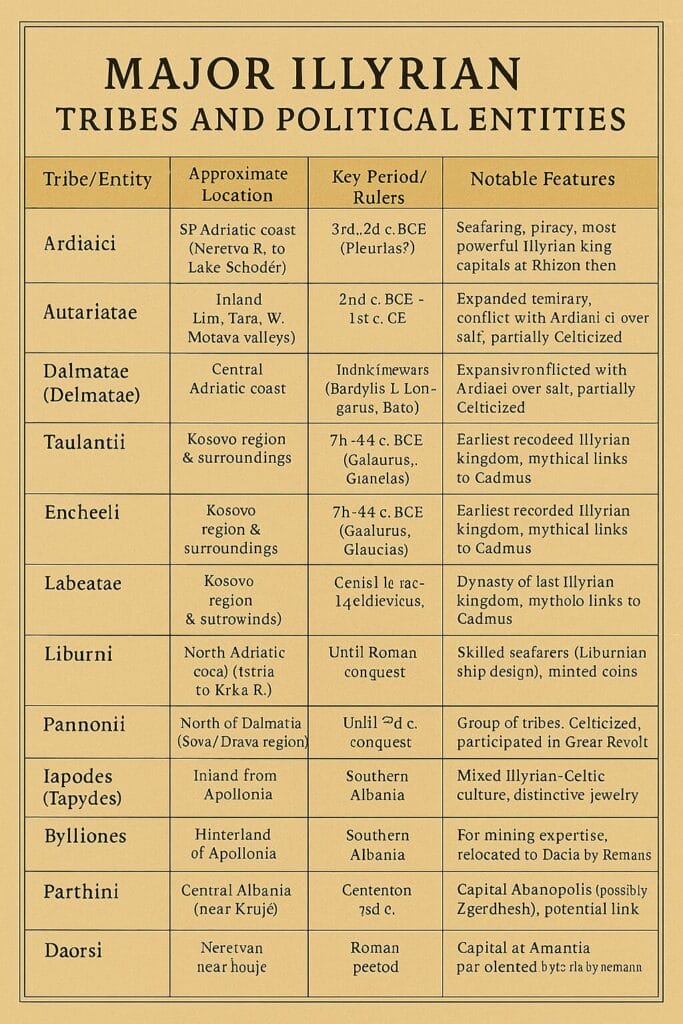 MAJOR ILLYRIAN
TRIBES AND POLITICAL ENTITIES
Tribe/Entity
Approximate
Location
Key Period/
Rulers
Notable Features
Ardiaici
SP Adriatic coast
(Neretvo R, to
Lake Schodér)
3rd..2d c. BCE
(Pleurlas?)
Seafaring, piracy, most
powerful Illyrian king
capitals at Rhizon then
Autariatae
Inland
Lim, Tara, W.
Motava valleys)
2nd c. BCE -
1st c. CE
Expanded temirary,
conflict with Ardiani ci over
salf, partially Celticized
Dalmatae
(Delmatae)
Central
Adriatic coast
Indnkímewars
(Bardylis L Lon-
garus, Bato)
Expansivronflicted with
Ardiaei over salt, partially
Celticized
Taulantii
Kosovo region
& surroundings
7h-44 c. BCE
(Galaurus,.
Gıanelas)
Earliest recodeed Illyrian
kingdom, mythical links
to Cadmus
Encheeli
Kosovo
region &
surroundings
7h-44 c. BCE
(Gaalurus,
Glaucias)
Earliest recorded Illyrian
kingdom, mythical links
to Cadmus
Labeatae
Kosovo
region
& sutrowinds)
Cenisl le rac-
l4eldievicus,
Dynasty of last Illyrian
kingdom, mytholo links to
Cadmus
Liburni
North Adriatic
coca) (tstria
to Krka R.)
Until Roman
conquest
Skilled seafarers (Liburnian
ship design), minted coins
Pannonii
North of Dalmatia
(Sova/Drava region)
Unlil d c.
conquest
Group of tribes. Celticized,
participated in Grear Revolt
Iapodes
(Tapydes)
Iniand from
Apollonia
Southern
Albania
Mixed Illyrian-Celtic
culture, distinctive jewelry
Bylliones
Hinterland
of Apollonia
Southern
Albania
For mining expertise,
relocated to Dacia by Remans
Parthini
Central Albania
(near Krujé)
Cententon
7sd c.
Capital Abanopolis (possibly
Zgerdhesh), potential link
Daorsi
Neretvan
near houje
Roman
peetod
Capital at Amantia
par olented by